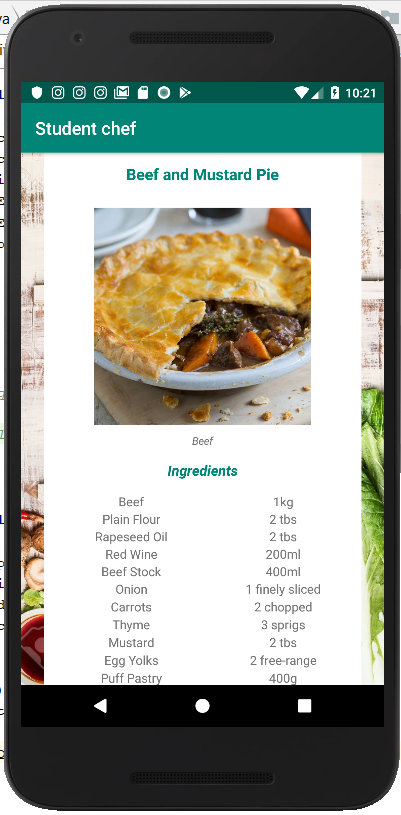 10:21
Student chef
Beef and Mustard Pie
Beef
Ingredients
Beef 1kg
Plain Flour 2 tbs
Rapeseed Oil 2 tbs
Red Wine 200ml
Beef Stock 400ml
Onion 1 finely sliced
Carrots 2 chopped
Thyme 3 sprigs
Mustard 2 tbs
Egg Yolks 2 free-range
Puff Pastry 400g